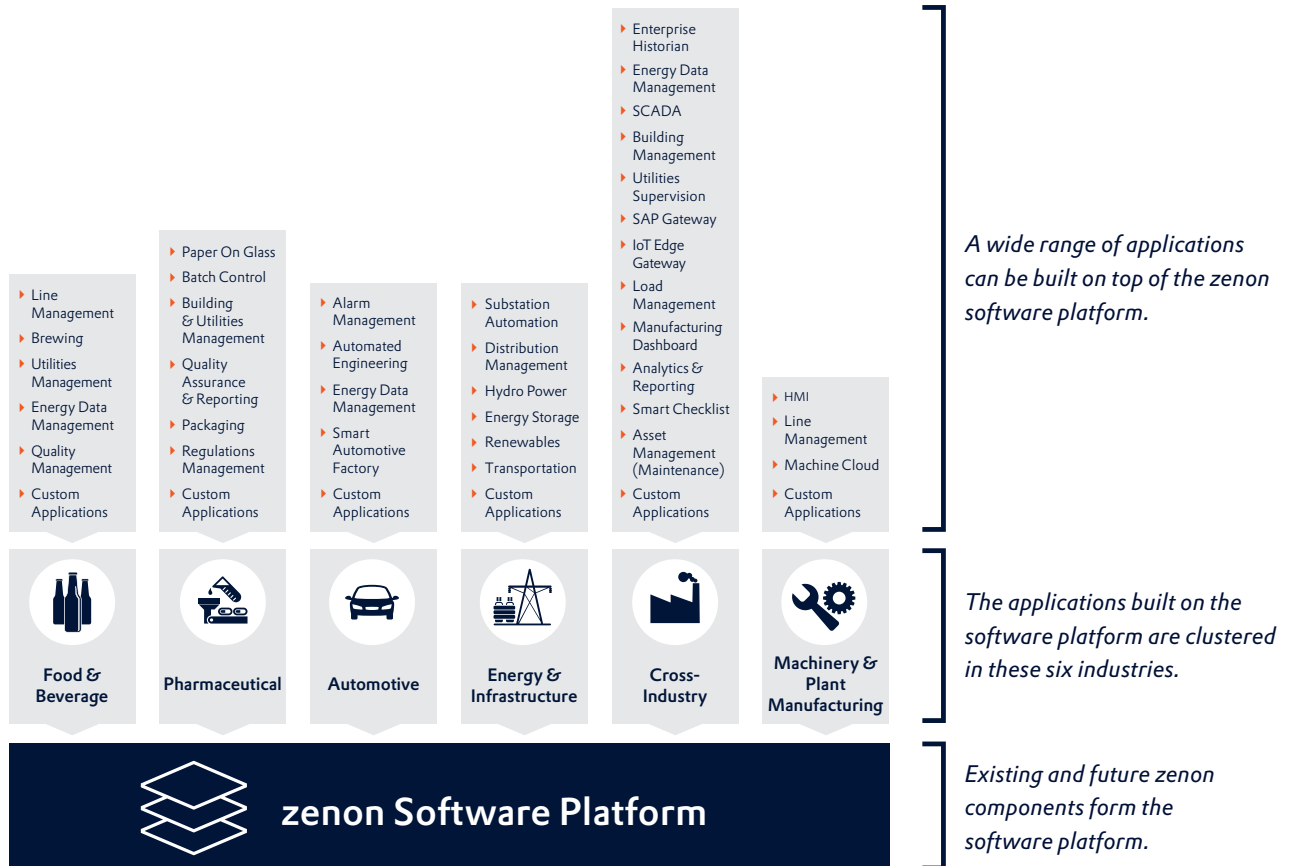 Line
Management
Brewing
Utilities
Management
Energy Data
Management
Quality
Management
Custom
Applications
Paper On Glass
Batch Control
Building
& Utilities
Management
Quality
Assurance
& Reporting
Packaging
Regulations
Management
Custom
Applications
Alarm
Management
Automated
Engineering
Energy Data
Management
Smart
Automotive
Factory
Custom
Applications
Substation
Automation
Distribution
Management
Hydro Power
Energy Storage
Renewables
Transportation
Custom
Applications
Enterprise
Historian
Energy Data
Management
SCADA
Building
Management
Utilities
Supervision
SAP Gateway
IoT Edge
Gateway
Load
Management
Manufacturing
Dashboard
Analytics &
Reporting
Smart Checklist
Asset
Management
(Maintenance)
Custom
Applications
HMI
Line
Management
Machine Cloud
Custom
Applications
A wide range of applications
can be built on top of the zenon
software platform.
Food &
Beverage
Pharmaceutical
Automotive
Energy &
Infrastructure
Cross-
Industry
Machinery &
Plant
Manufacturing
The applications built on the
software platform are clustered
in these six industries.
zenon Software Platform
Existing and future zenon
components form the
software platform.